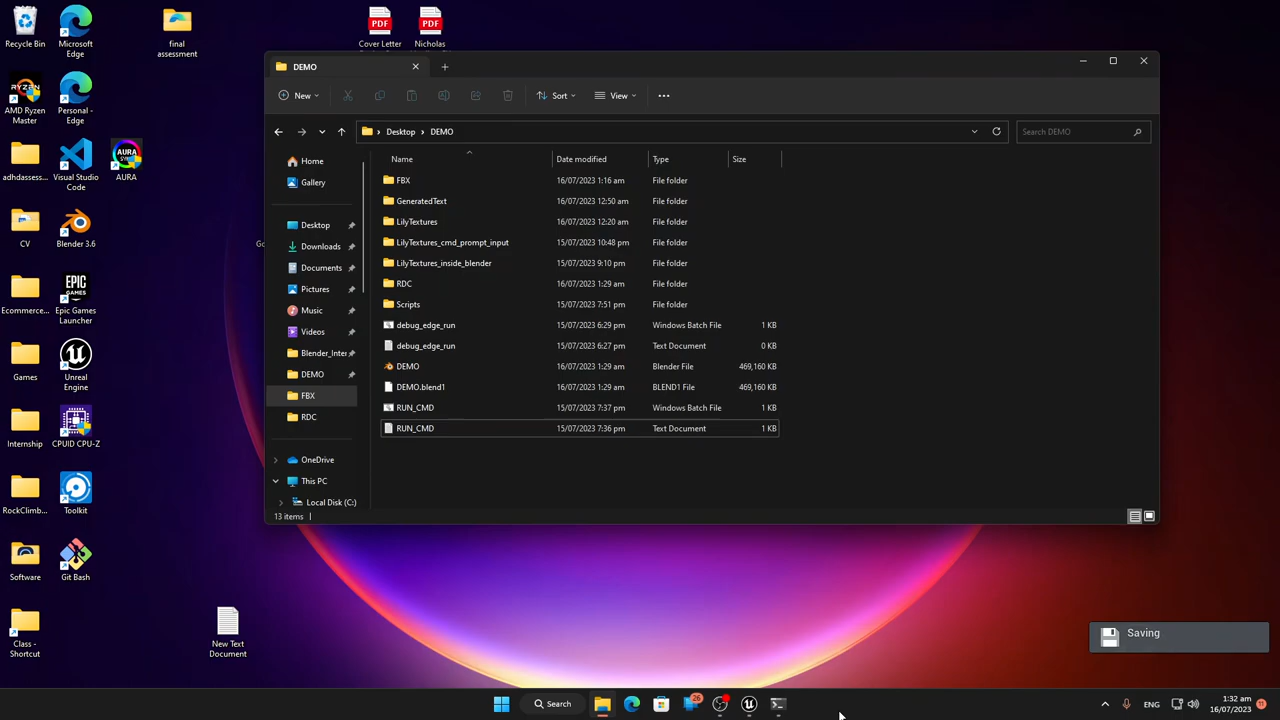 Recycle Bin
Microsoft Edge
final assessment
PDF
Cover Letter
PDF
Nicholas
AMD Ryzen Master
Personal - Edge
adhdassess...
Visual Studio Code
AURA
CV
Blender 3.6
Ecommerce...
Epic Games Launcher
Games
Unreal Engine
Internship
CPUID CPU-Z
RockClimb...
Toolkit
Software
Git Bash
Class - Shortcut
New Text Document
DEMO
New
Sort
View
Desktop
DEMO
Search DEMO
Home
Gallery
Desktop
Downloads
Documents
Pictures
Music
Videos
Blender_Inter
DEMO
FBX
RDC
OneDrive
This PC
Local Disk (C:)
Name Date modified Type Size
FBX 16/07/2023 1:16 am File folder
GeneratedText 16/07/2023 12:50 am File folder
LilyTextures 16/07/2023 12:20 am File folder
LilyTextures_cmd_prompt_input 15/07/2023 10:48 pm File folder
LilyTextures_inside_blender 15/07/2023 9:10 pm File folder
RDC 16/07/2023 1:29 am File folder
Scripts 15/07/2023 7:51 pm File folder
debug_edge_run 15/07/2023 6:29 pm Windows Batch File 1 KB
debug_edge_run 15/07/2023 6:27 pm Text Document 0 KB
DEMO 16/07/2023 1:29 am Blender File 469,160 KB
DEMO.blend1 16/07/2023 1:29 am BLEND1 File 469,160 KB
RUN_CMD 15/07/2023 7:37 pm Windows Batch File 1 KB
RUN_CMD 15/07/2023 7:36 pm Text Document 1 KB
13 items
Saving
Search
26
ENG
1:32 am
16/07/2023
11